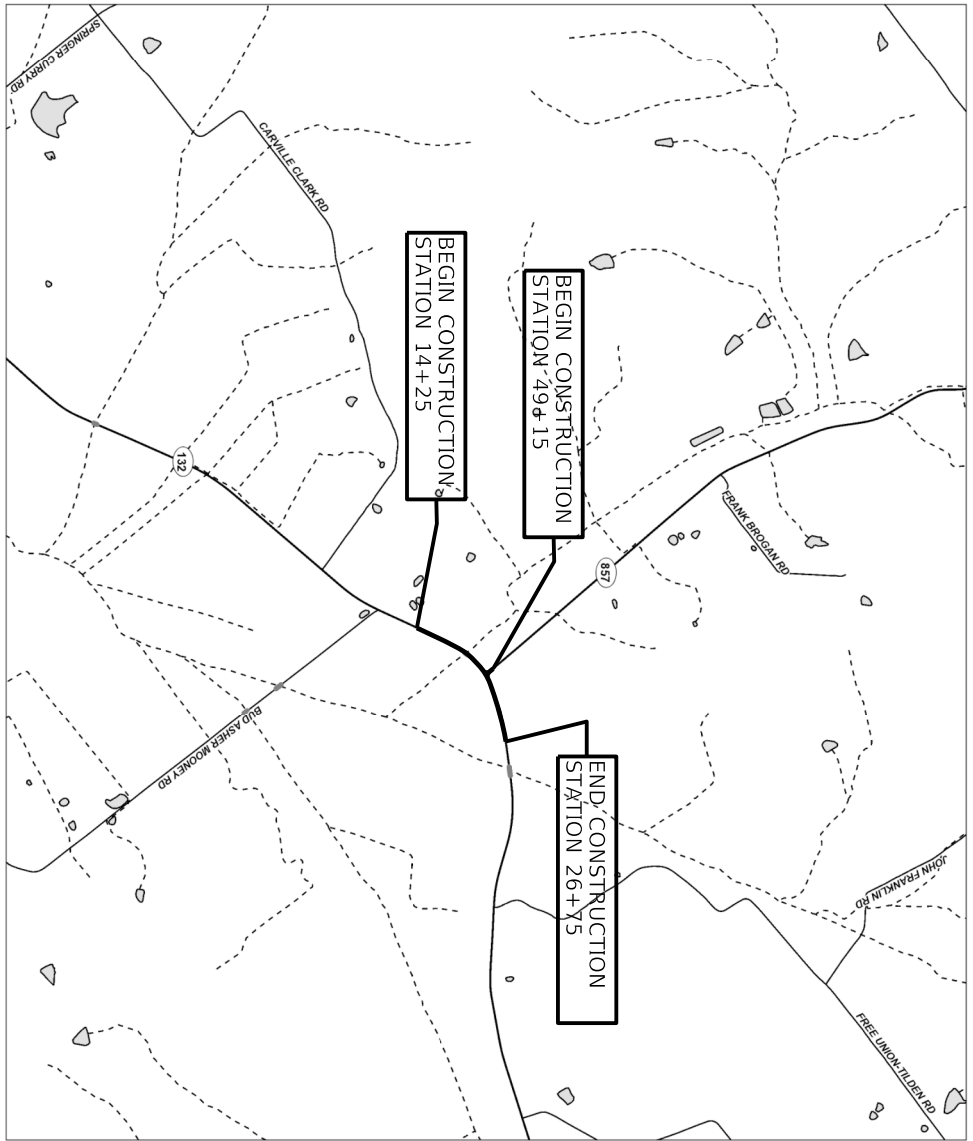 SPRINGER CURRY RD
CARVILLE CLARK RD
BEGIN CONSTRUCTION
STATION 14+25
BEGIN CONSTRUCTION
STATION 49+15
132
857
FRANK BROGAN RD
BUD ASHER MOONEY RD
END CONSTRUCTION
STATION 26+75
JOHN FRANKLIN RD
FREE UNION-TILDEN RD